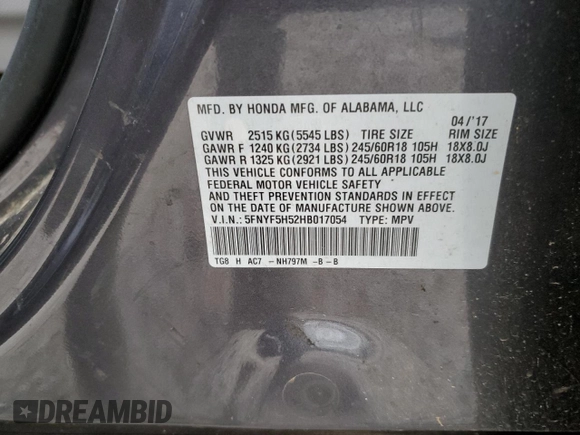 MFD. BY HONDA MFG. OF ALABAMA, LLC
04/'17
GVWR 2515 KG (5545 LBS) TIRE SIZE RIM SIZE
GAWR F 1240 KG (2734 LBS) 245/60R18 105H 18X8.0J
GAWR R 1325 KG (2921 LBS) 245/60R18 105H 18X8.0J
THIS VEHICLE CONFORMS TO ALL APPLICABLE
FEDERAL MOTOR VEHICLE SAFETY
AND THEFT PREVENTION STANDARDS IN EFFECT
ON THE DATE OF MANUFACTURE SHOWN ABOVE.
V.I.N.: 5FNYF5H52HB017054 TYPE: MPV
TG8 H AC7 -NH797M -B-B
DREAMBID